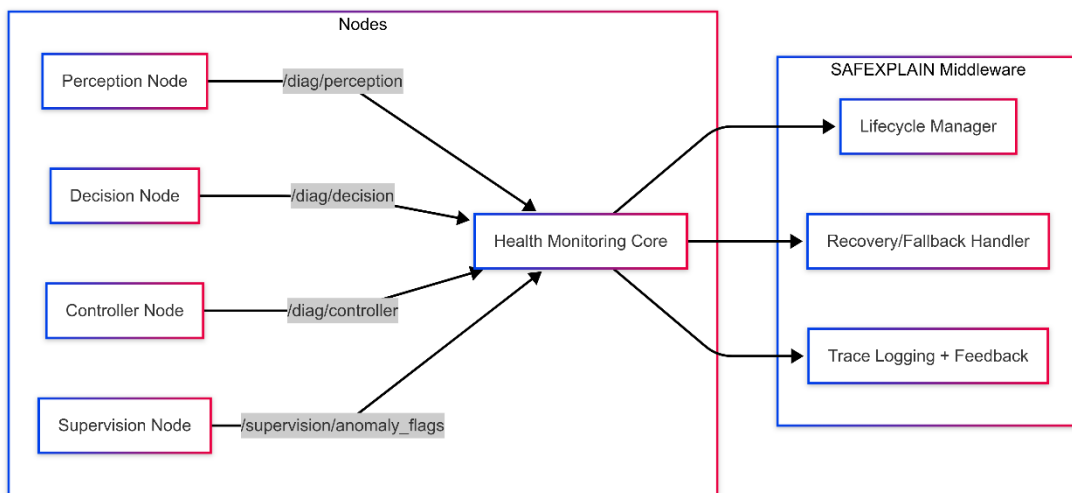 Nodes
SAFEXPLAIN Middleware
Perception Node
/diag/perception
Lifecycle Manager
Decision Node
/diag/decision
Health Monitoring Core
Recovery/Fallback Handler
Controller Node
/diag/controller
Trace Logging + Feedback
Supervision Node
/supervision/anomaly_flags